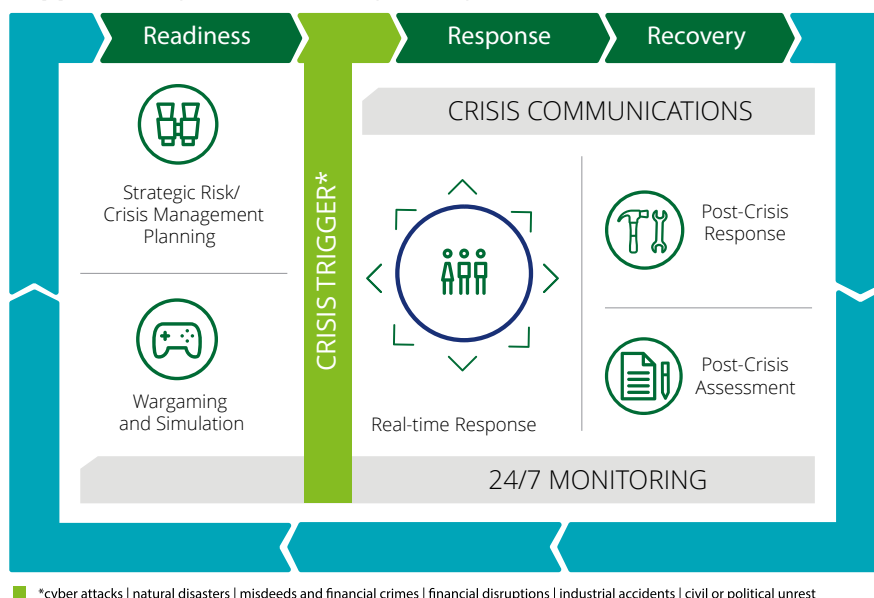 Readiness
Response
Recovery
CRISIS COMMUNICATIONS
Strategic Risk/
Crisis Management
Planning
CRISIS TRIGGER*
Post-Crisis
Response
Wargaming
and Simulation
Post-Crisis
Assessment
Real-time Response
24/7 MONITORING
*cyber attacks | natural disasters | misdeeds and financial crimes | financial disruptions | industrial accidents | civil or political unrest